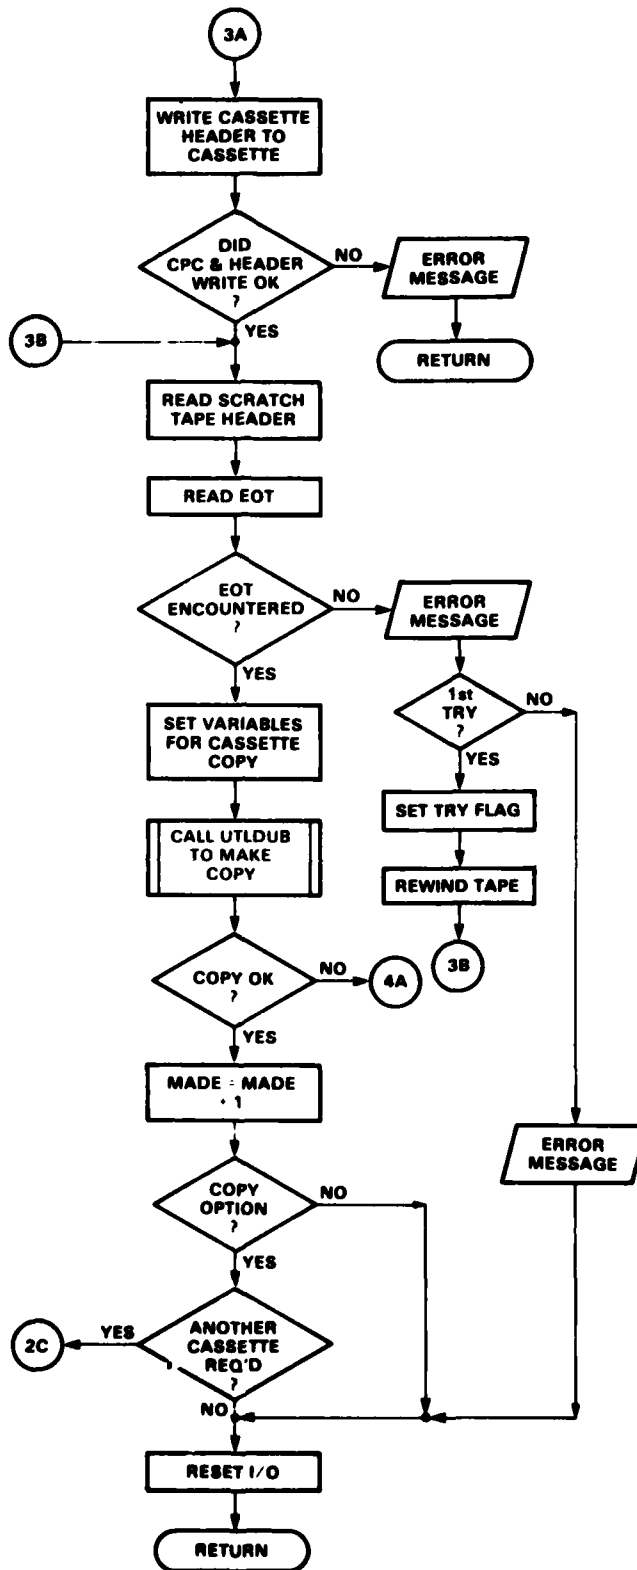 3A
WRITE CASSETTE
HEADER TO
CASSETTE
DID
CPC & HEADER
WRITE OK
?
NO
ERROR
MESSAGE
YES
3B
RETURN
READ SCRATCH
TAPE HEADER
READ EOT
EOT
ENCOUNTERED
?
NO
ERROR
MESSAGE
YES
1st
TRY
?
NO
SET VARIABLES
FOR CASSETTE
COPY
YES
SET TRY FLAG
CALL UTLDUB
TO MAKE
COPY
REWIND TAPE
COPY OK
?
NO
4A
3B
YES
MADE = MADE
+ 1
ERROR
MESSAGE
COPY
OPTION
?
NO
YES
2C
YES
ANOTHER
CASSETTE
REQ'D
?
NO
RESET I/O
RETURN